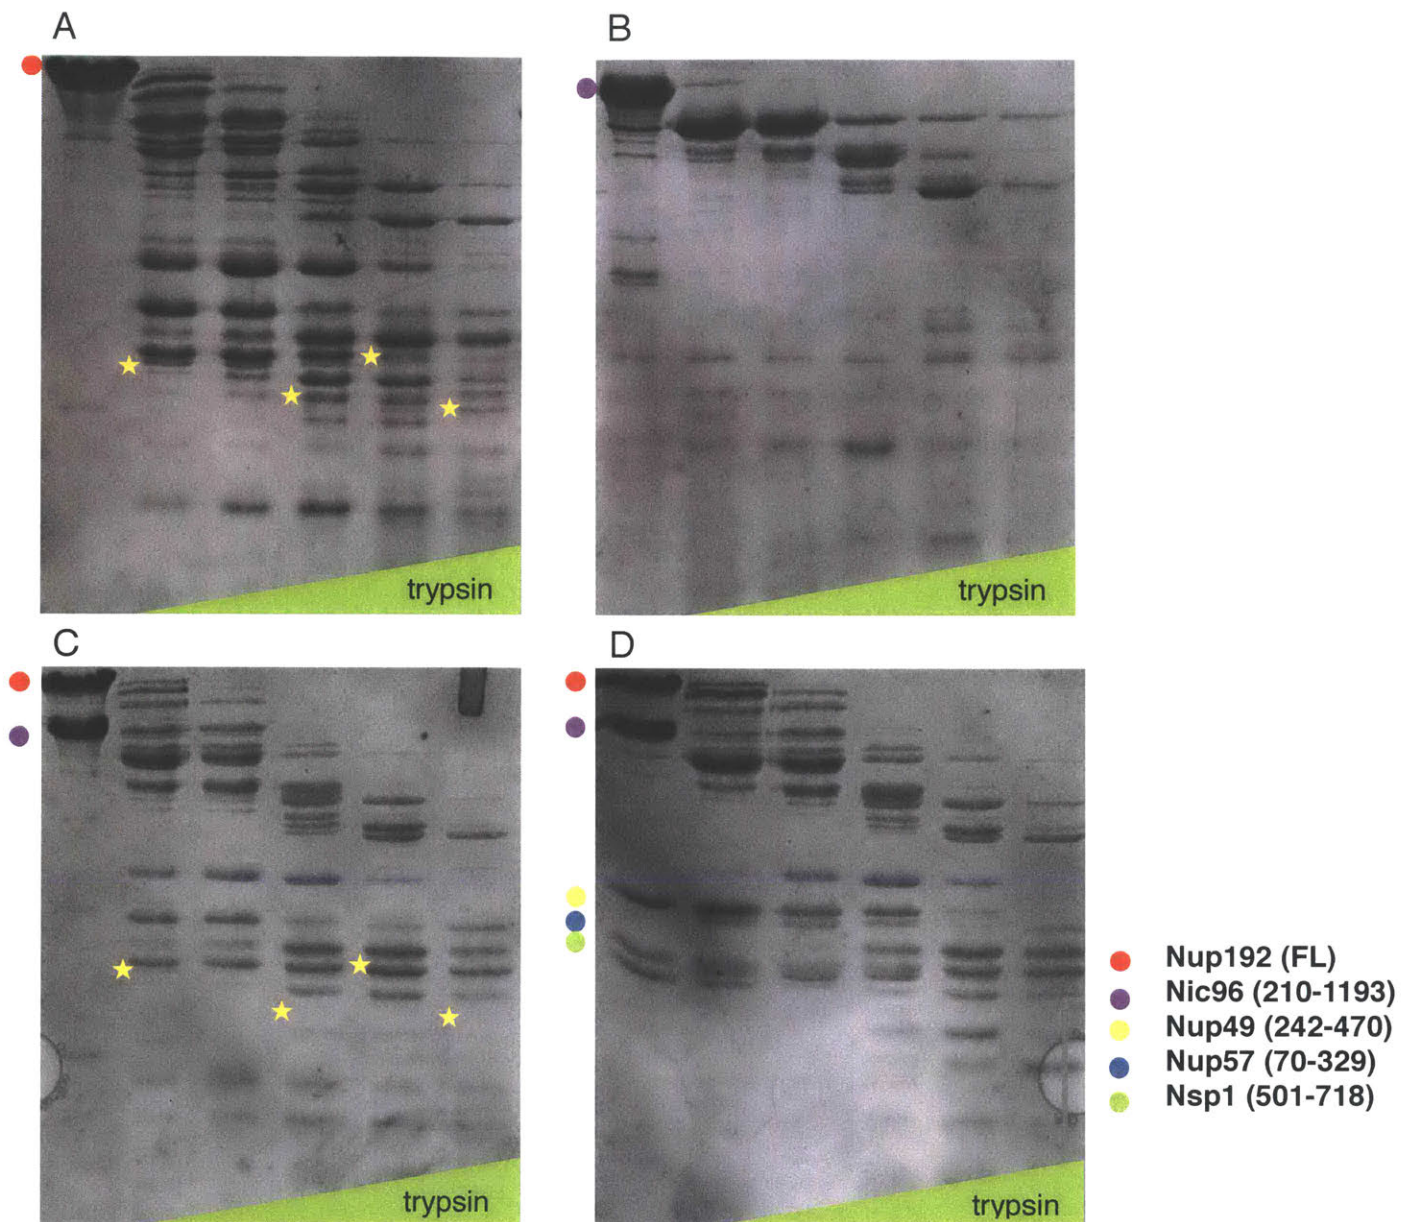 A
B
trypsin
trypsin
C
D
Nup192 (FL)
Nic96 (210-1193)
Nup49 (242-470)
Nup57 (70-329)
Nsp1 (501-718)
trypsin
trypsin